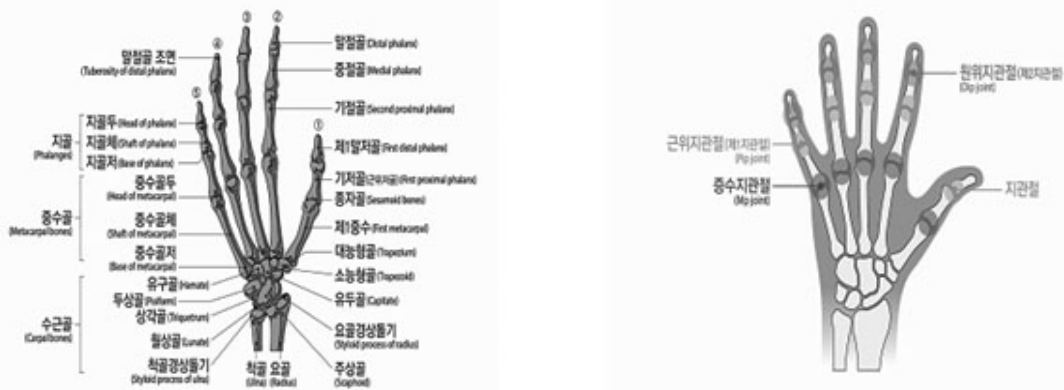 ③
②
④
⑤
①
말절골 조면
(Tuberosity of distal phalanx)
지골
(Phalanges)
지골두(Head of phalanx)
지골체(Shaft of phalanx)
지골저(Base of phalanx)
중수골
(Metacarpal bones)
중수골두
(Head of metacarpal)
중수골체
(Shaft of metacarpal)
중수골저
(Base of metacarpal)
수근골
(Carpal bones)
유구골(Hamate)
두상골(Pisiform)
삼각골(Triquetrum)
월상골(Lunate)
척골경상돌기
(Styloid process of ulna)
척골
(Ulna)
요골
(Radius)
말절골(Distal phalanx)
중절골(Medial phalanx)
기절골(Second proximal phalanx)
제1말저골(First distal phalanx)
기저골(근위저골)(First proximal phalanx)
종자골(Sesamoid bones)
제1중수(First metacarpal)
대능형골(Trapezium)
소능형골(Trapezoid)
유두골(Capitate)
요골경상돌기
(Styloid process of radius)
주상골
(Scaphoid)
원위지관절(제2지관절)
(Dip joint)
근위지관절(제1지관절)
(Pip joint)
중수지관절
(Mp joint)
지관절